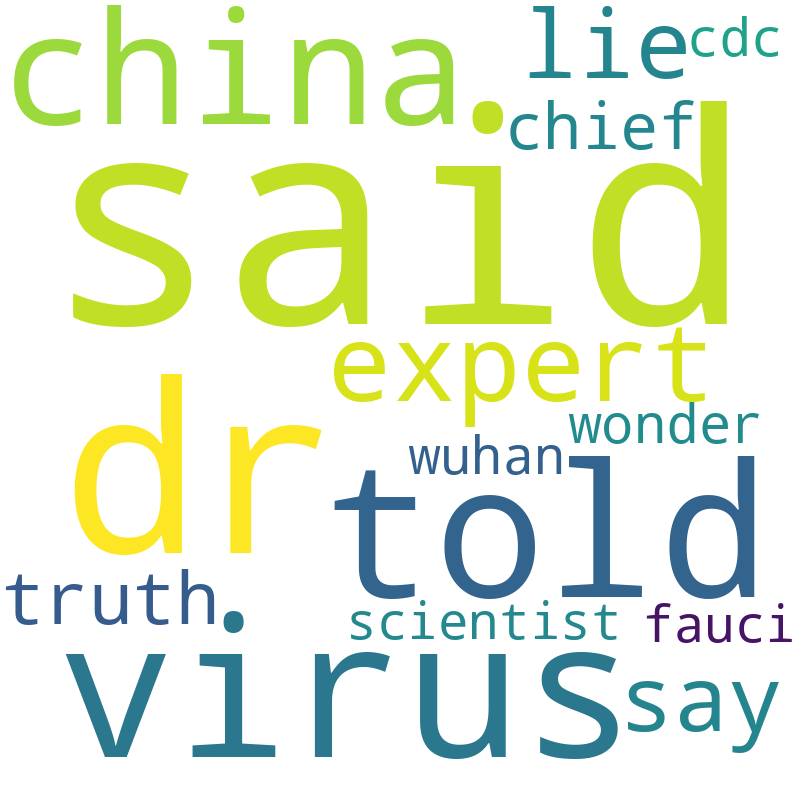 china
lie
cdc
chief
said
expert
dr
wonder
wuhan
told
truth
scientist
fauci
virus
say